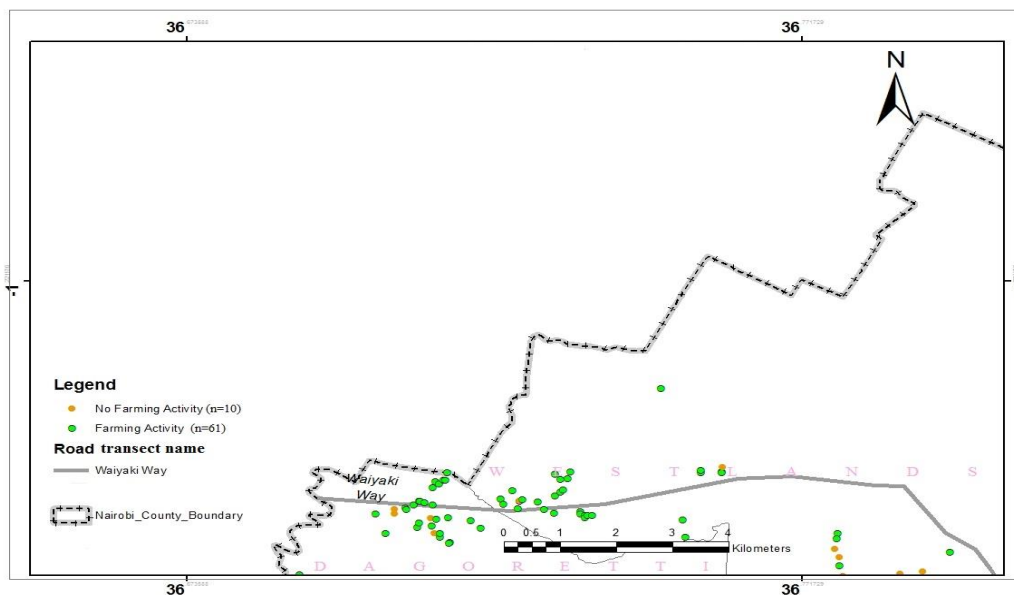 36 36
N
-1
Legend
No Farming Activity (n=10)
Farming Activity (n=61)
Road transect name
Waiyaki Way
Nairobi_County_Boundary
W E S T L A N D S
Waiyaki
Way
0 0.5 1 2 3 4
Kilometers
D A G O R E T T I
36 36